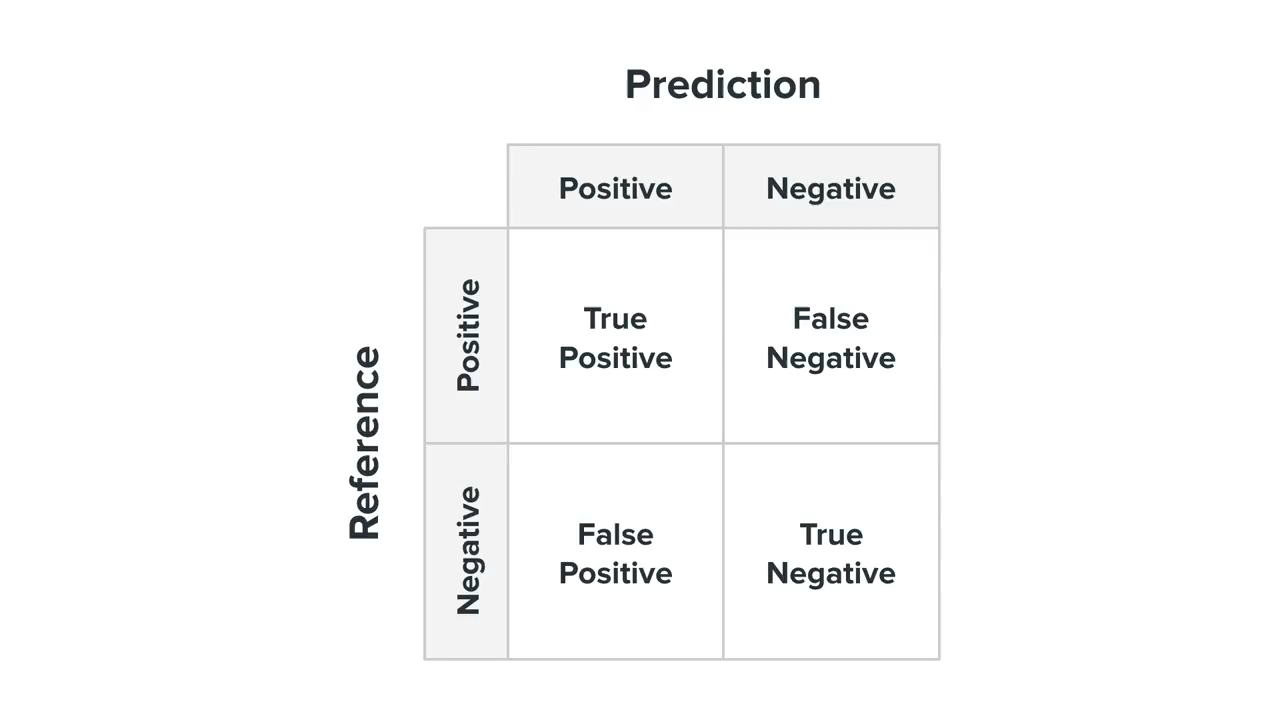 Prediction
Positive
Negative
Reference
Positive
True
Positive
False
Negative
Negative
False
Positive
True
Negative